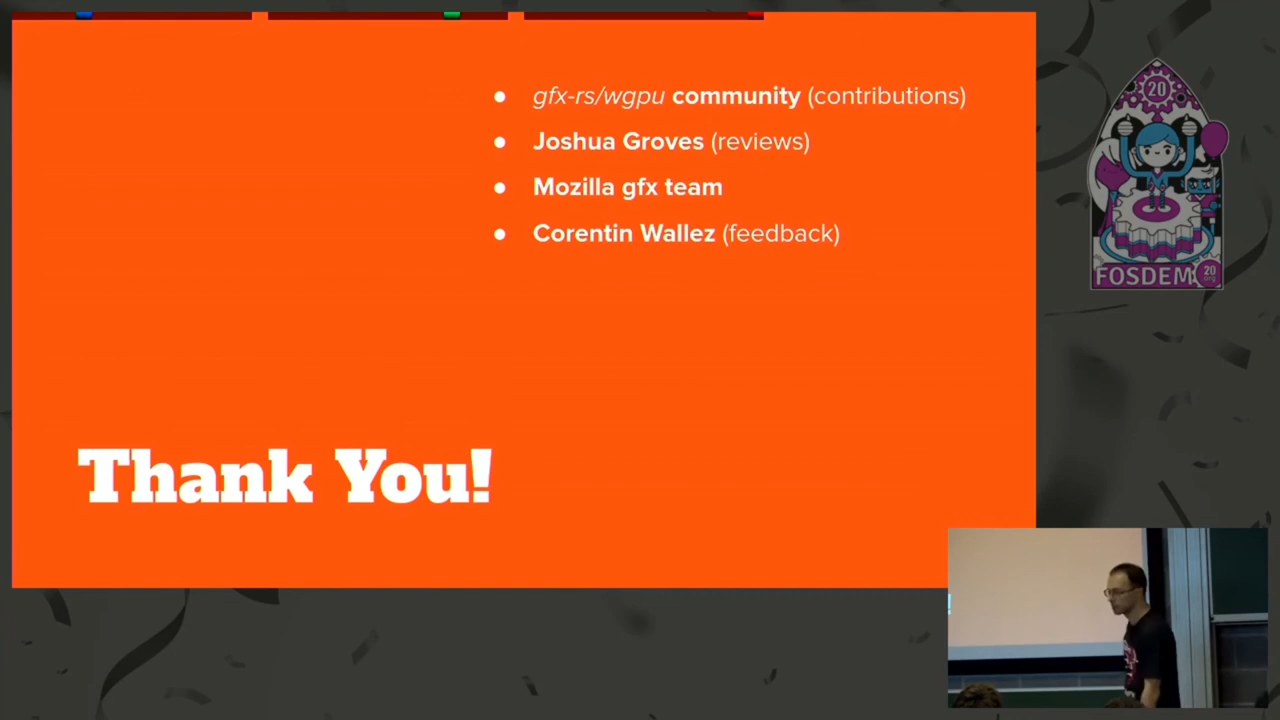 gfx-rs/wgpu community (contributions)
Joshua Groves (reviews)
Mozilla gfx team
Corentin Wallez (feedback)
Thank You!
20
FOSDEM
20
org